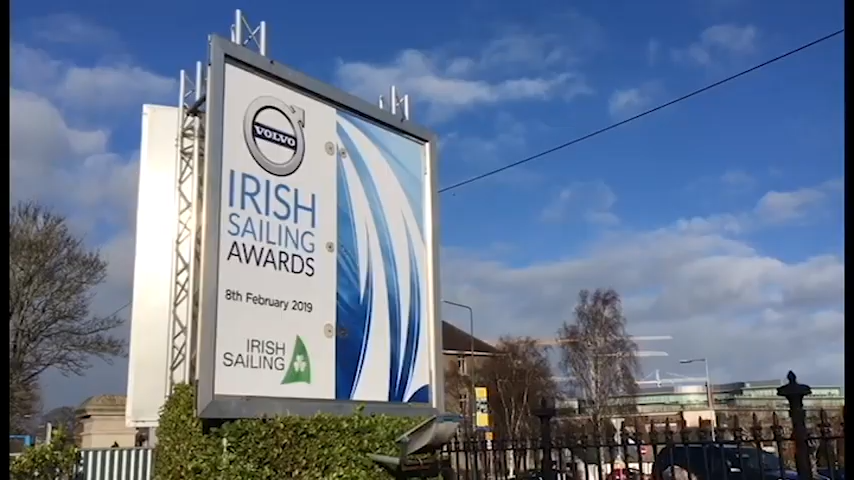 VOLVO
IRISH
SAILING
AWARDS
8th February 2019
IRISH
SAILING